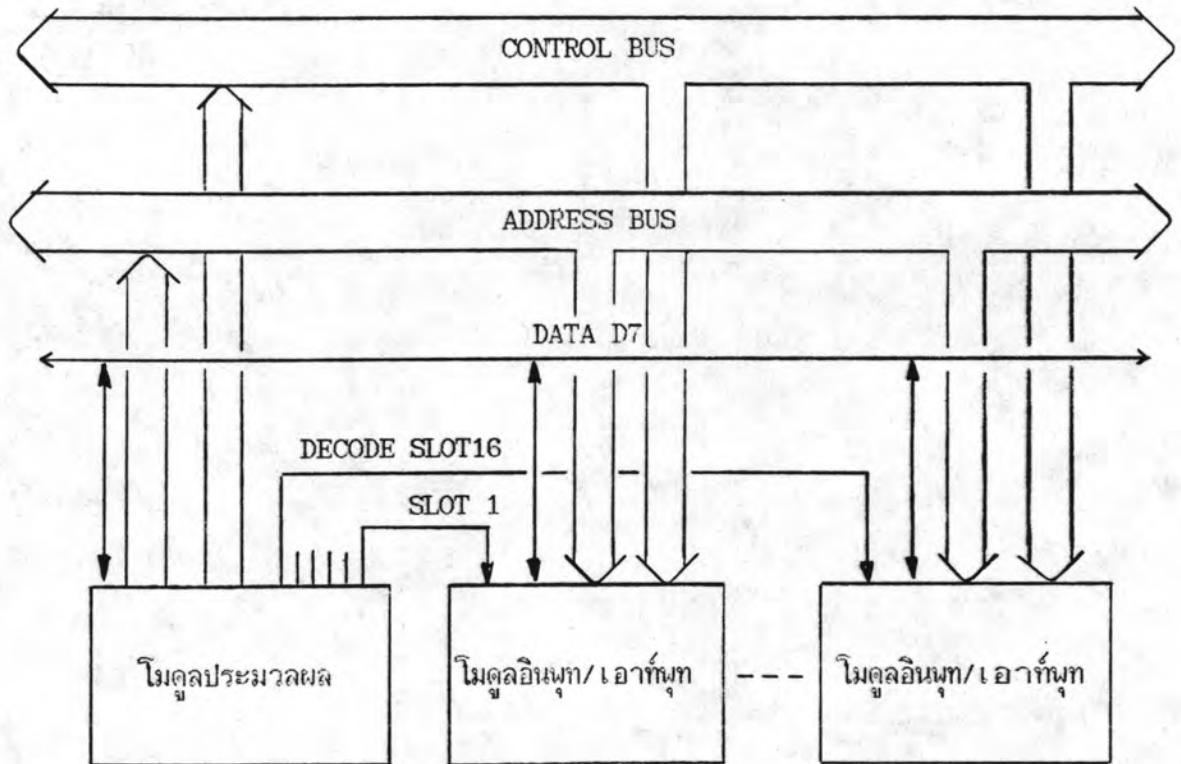 CONTROL BUS
ADDRESS BUS
DATA D7
DECODE SLOT16
SLOT 1
โมดูลประมวลผล
โมดูลอินพุท/เอาท์พุท
โมดูลอินพุท/เอาท์พุท